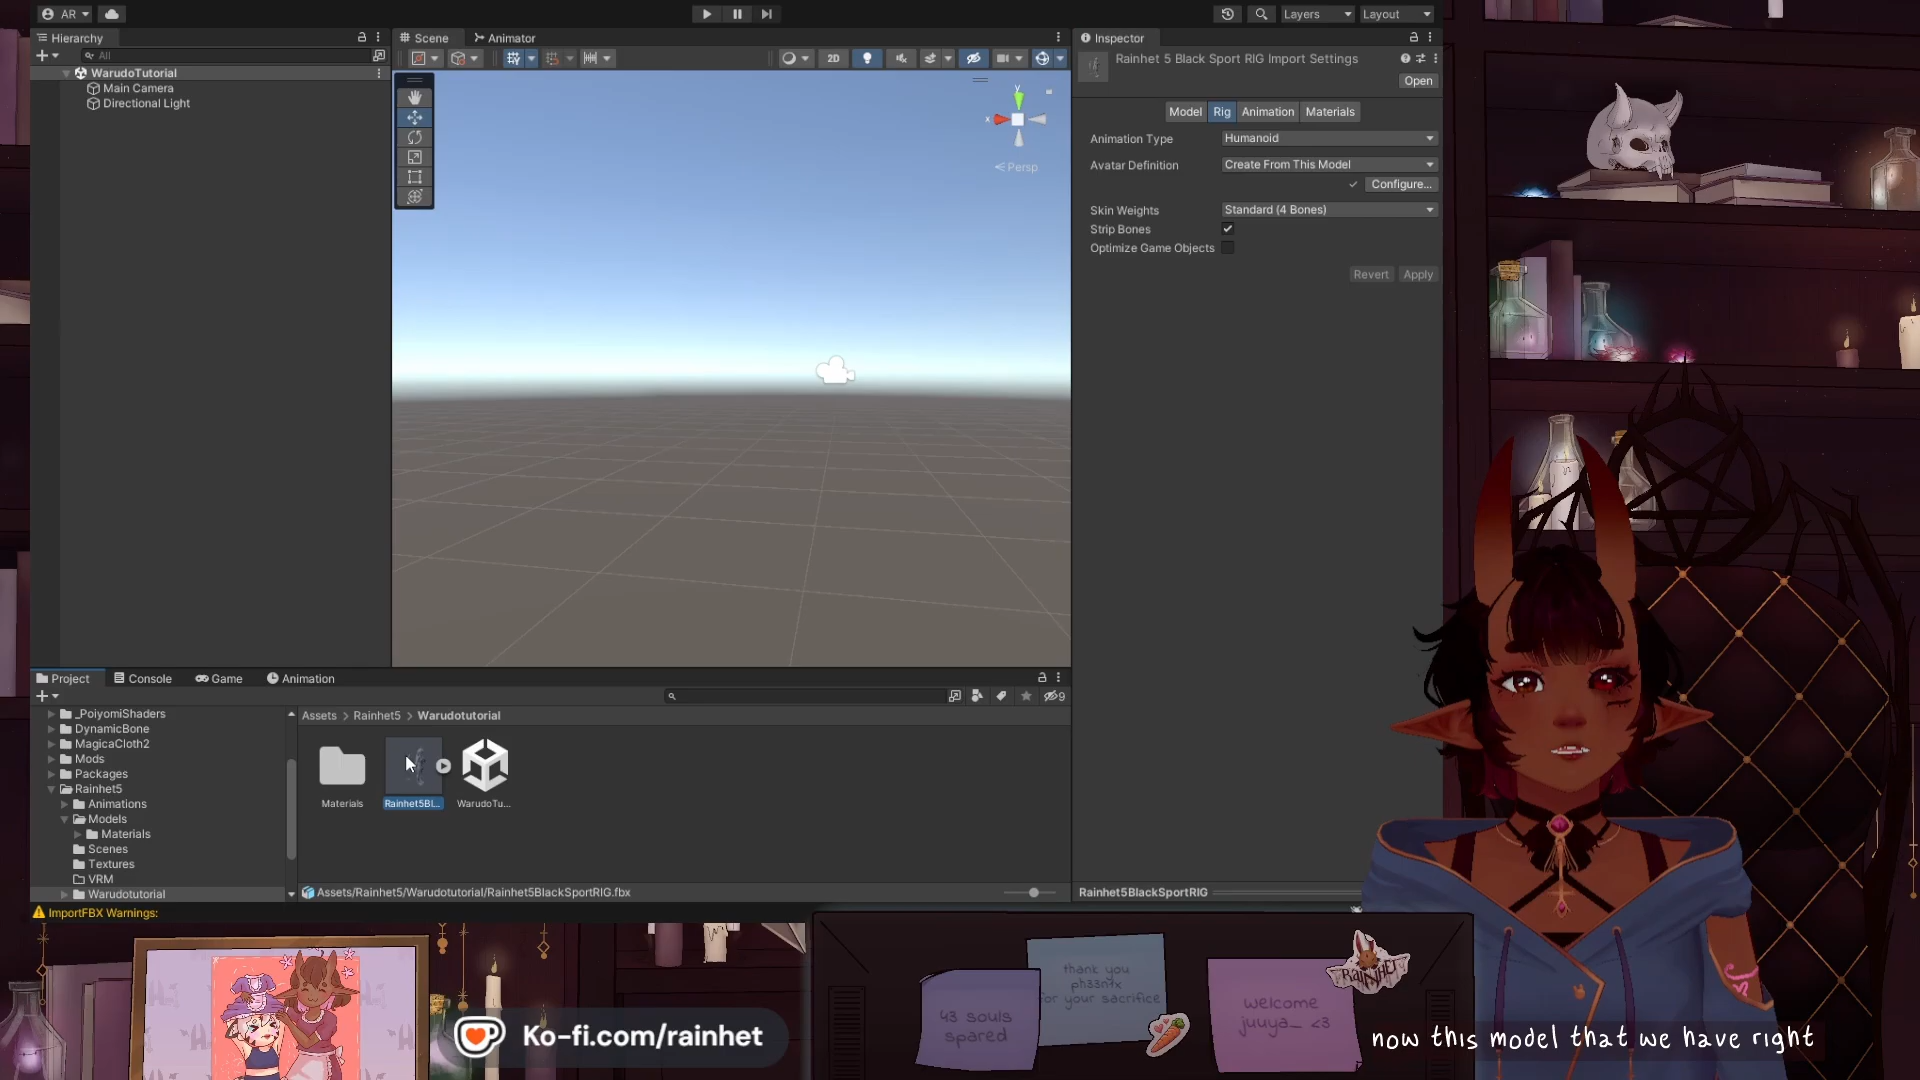 AR
Layers
Layout
Hierarchy
Scene
Animator
Inspector
All
2D
WarudoTutorial
Main Camera
Directional Light
y
x
Persp
Rainhet 5 Black Sport RIG Import Settings
Open
Model
Rig
Animation
Materials
Animation Type
Humanoid
Avatar Definition
Create From This Model
Configure...
Skin Weights
Standard (4 Bones)
Strip Bones
Optimize Game Objects
Revert
Apply
Project
Console
Game
Animation
9
_PoiyomiShaders
DynamicBone
MagicaCloth2
Mods
Packages
Rainhet5
Animations
Models
Materials
Scenes
Textures
VRM
Warudotutorial
Assets > Rainhet5 > Warudotutorial
Materials
Rainhet5Bl...
WarudoTu...
Assets/Rainhet5/Warudotutorial/Rainhet5BlackSportRIG.fbx
Rainhet5BlackSportRIG
ImportFBX Warnings:
Ko-fi.com/rainhet
43 souls
spared
thank you
ph33n1x
for your sacrifice
welcome
juuya_ <3
RAINHET
now this model that we have right